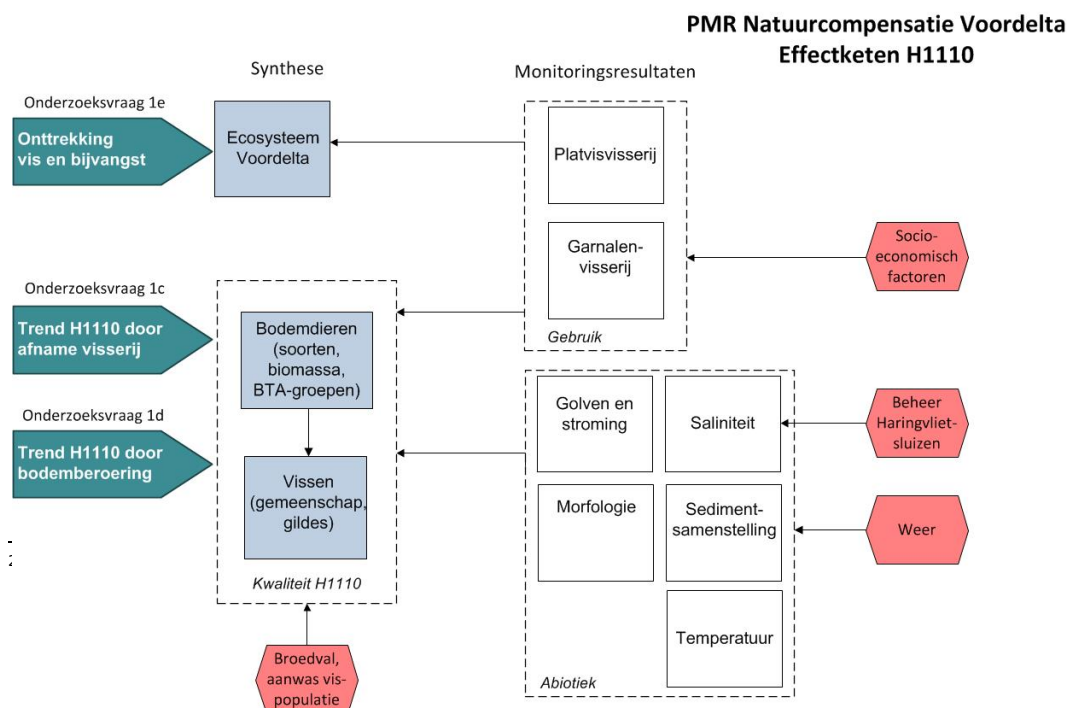 PMR Natuurcompensatie Voordelta
Effectketen H1110
Synthese
Monitoringsresultaten
Onderzoeksvraag 1e
Onttrekking
vis en bijvangst
Ecosysteem
Voordelta
Platvisvisserij
Garnalen-
visserij
Gebruik
Socio-
economisch
factoren
Onderzoeksvraag 1c
Trend H1110 door
afname visserij
Bodemdieren
(soorten,
biomassa,
BTA-groepen)
Onderzoeksvraag 1d
Trend H1110 door
bodemberoering
Vissen
(gemeenschap,
gildes)
Kwaliteit H1110
Golven en
stroming
Saliniteit
Beheer
Haringvliet-
sluizen
Morfologie
Sediment-
samenstelling
Weer
Temperatuur
Abiotiek
Broedval,
aanwas vis-
populatie